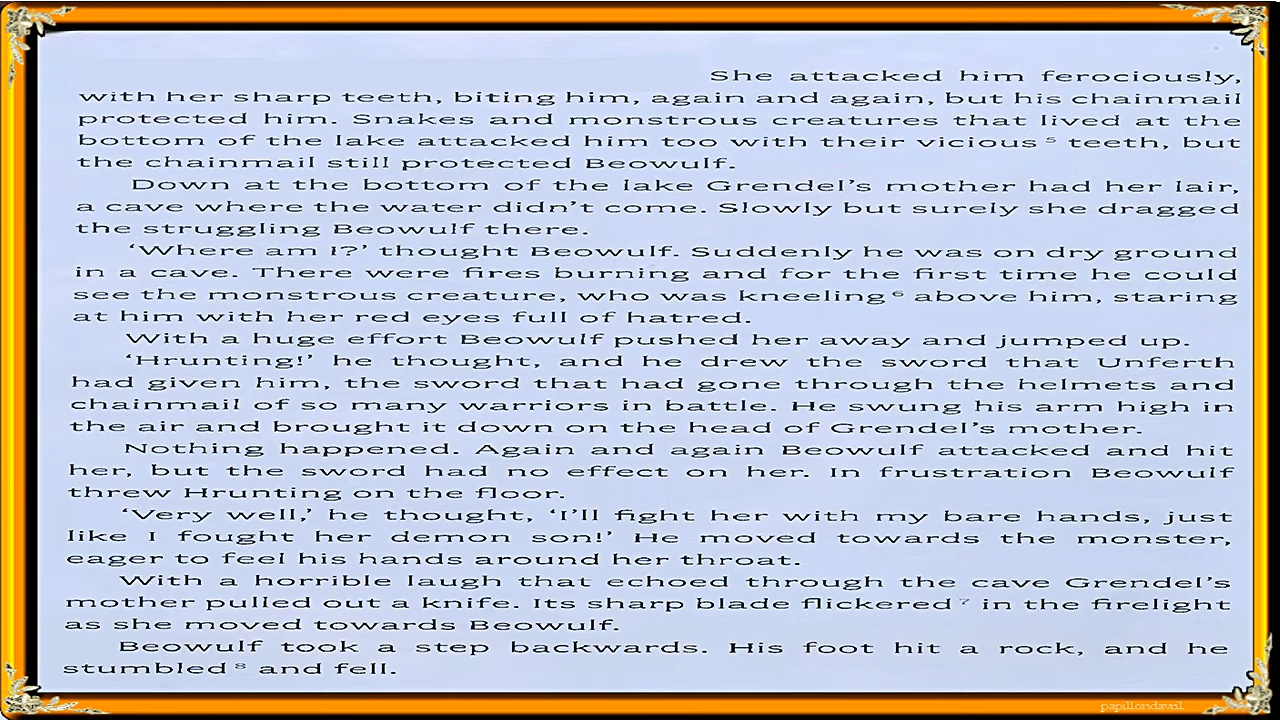 She attacked him ferociously,
with her sharp teeth, biting him, again and again, but his chainmail
protected him. Snakes and monstrous creatures that lived at the
bottom of the lake attacked him too with their vicious ⁵ teeth, but
the chainmail still protected Beowulf.
Down at the bottom of the lake Grendel's mother had her lair,
a cave where the water didn't come. Slowly but surely she dragged
the struggling Beowulf there.
'Where am I?' thought Beowulf. Suddenly he was on dry ground
in a cave. There were fires burning and for the first time he could
see the monstrous creature, who was kneeling ⁶ above him, staring
at him with her red eyes full of hatred.
With a huge effort Beowulf pushed her away and jumped up.
'Hrunting!' he thought, and he drew the sword that Unferth
had given him, the sword that had gone through the helmets and
chainmail of so many warriors in battle. He swung his arm high in
the air and brought it down on the head of Grendel's mother.
Nothing happened. Again and again Beowulf attacked and hit
her, but the sword had no effect on her. In frustration Beowulf
threw Hrunting on the floor.
'Very well,' he thought, 'I'll fight her with my bare hands, just
like I fought her demon son!' He moved towards the monster,
eager to feel his hands around her throat.
With a horrible laugh that echoed through the cave Grendel's
mother pulled out a knife. Its sharp blade flickered ⁷ in the firelight
as she moved towards Beowulf.
Beowulf took a step backwards. His foot hit a rock, and he
stumbled ⁸ and fell.